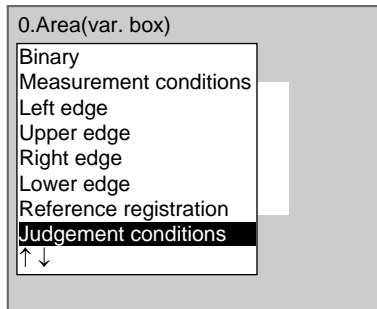 0.Area(var. box)
Binary
Measurement conditions
Left edge
Upper edge
Right edge
Lower edge
Reference registration
Judgement conditions
↑↓